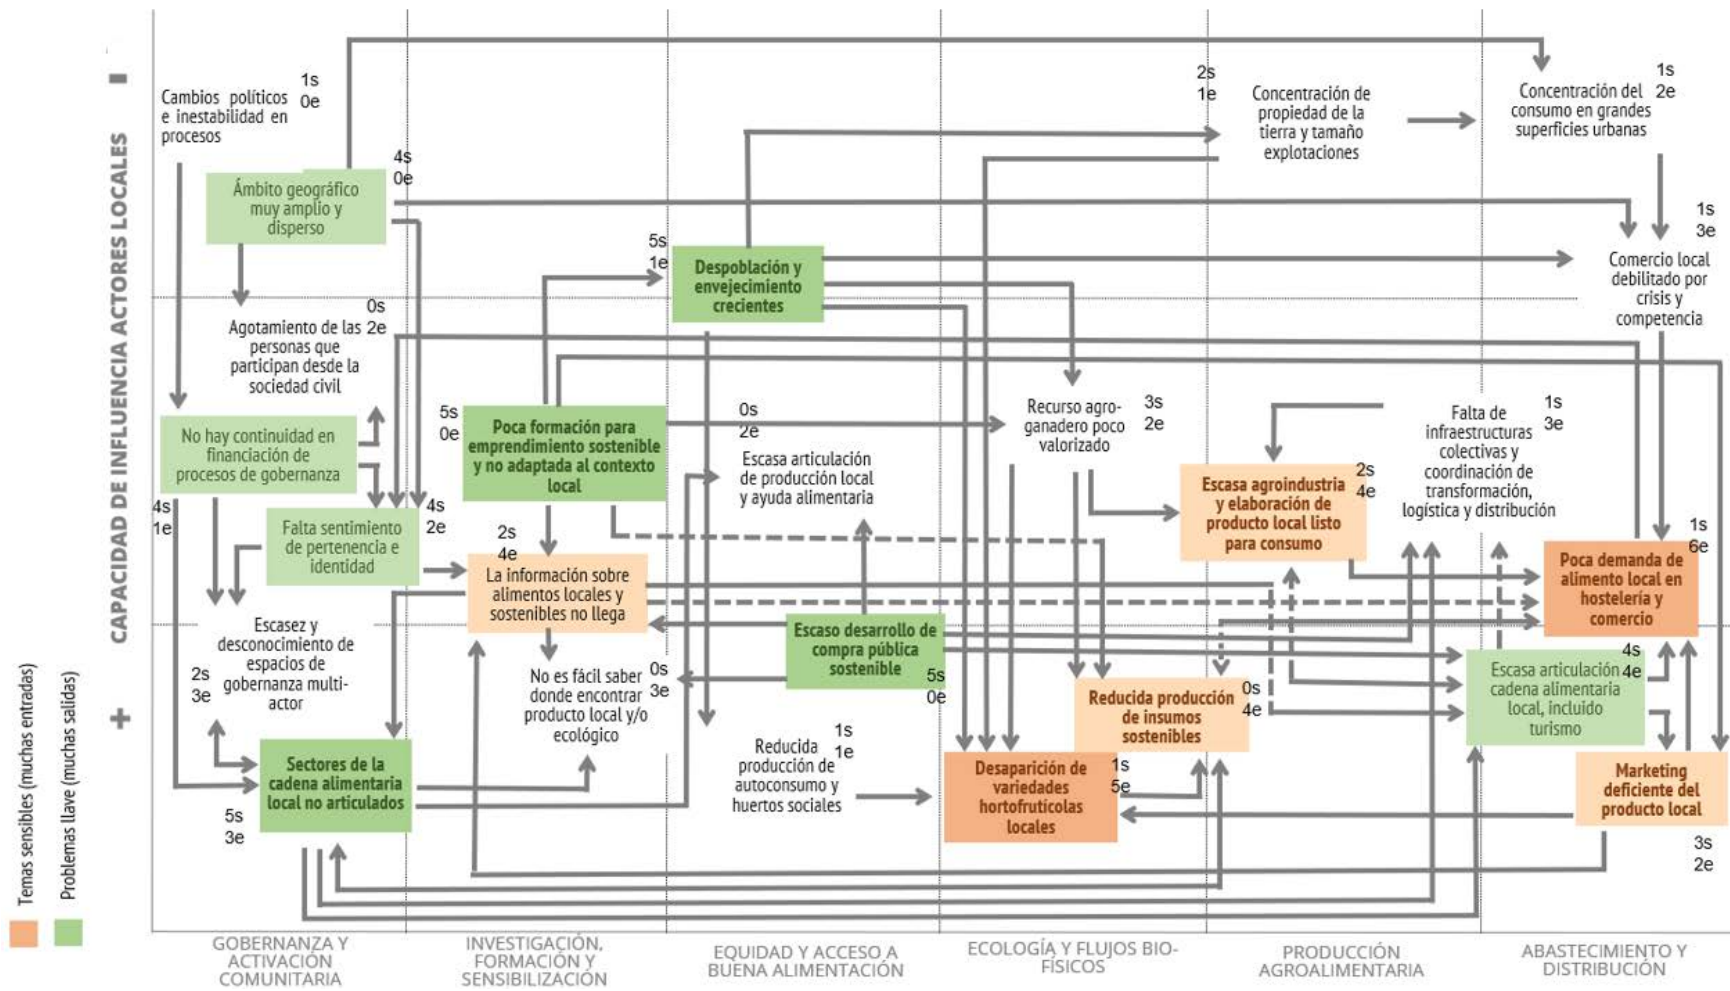 CAPACIDAD DE INFLUENCIA ACTORES LOCALES
Temas sensibles (muchas entradas)
Problemas llave (muchas salidas)
Cambios políticos
e inestabilidad en
procesos
1s
0e
Ámbito geográfico
muy amplio y
disperso
4s
0e
Agotamiento de las
personas que
participan desde la
sociedad civil
0s
2e
No hay continuidad en
financiación de
procesos de gobernanza
4s
1e
Falta sentimiento
de pertenencia e
identidad
4s
2e
Escasez y
desconocimiento de
espacios de
gobernanza multi-
actor
2s
3e
Sectores de la
cadena alimentaria
local no articulados
5s
3e
Poca formación para
emprendimiento sostenible
y no adaptada al contexto
local
5s
0e
La información sobre
alimentos locales y
sostenibles no llega
2s
4e
No es fácil saber
donde encontrar
producto local y/o
ecológico
0s
3e
Despoblación y
envejecimiento
crecientes
5s
1e
Escasa articulación
de producción local
y ayuda alimentaria
0s
2e
Escaso desarrollo de
compra pública
sostenible
5s
0e
Reducida
producción de
autoconsumo y
huertos sociales
1s
1e
Recurso agro-
ganadero poco
valorizado
3s
2e
Reducida producción
de insumos
sostenibles
0s
4e
Desaparición de
variedades
hortofrutícolas
locales
1s
5e
Concentración de
propiedad de la
tierra y tamaño
explotaciones
2s
1e
Escasa agroindustria
y elaboración de
producto local listo
para consumo
2s
4e
Falta de
infraestructuras
colectivas y
coordinación de
transformación,
logística y distribución
1s
3e
Concentración del
consumo en grandes
superficies urbanas
1s
2e
Comercio local
debilitado por
crisis y
competencia
1s
3e
Poca demanda de
alimento local en
hostelería y
comercio
1s
6e
Escasa articulación
cadena alimentaria
local, incluido
turismo
4s
4e
Marketing
deficiente del
producto local
3s
2e
GOBERNANZA Y
ACTIVACIÓN
COMUNITARIA
INVESTIGACIÓN,
FORMACIÓN Y
SENSIBILIZACIÓN
EQUIDAD Y ACCESO A
BUENA ALIMENTACIÓN
ECOLOGÍA Y FLUJOS BIO-
FÍSICOS
PRODUCCIÓN
AGROALIMENTARIA
ABASTECIMIENTO Y
DISTRIBUCIÓN